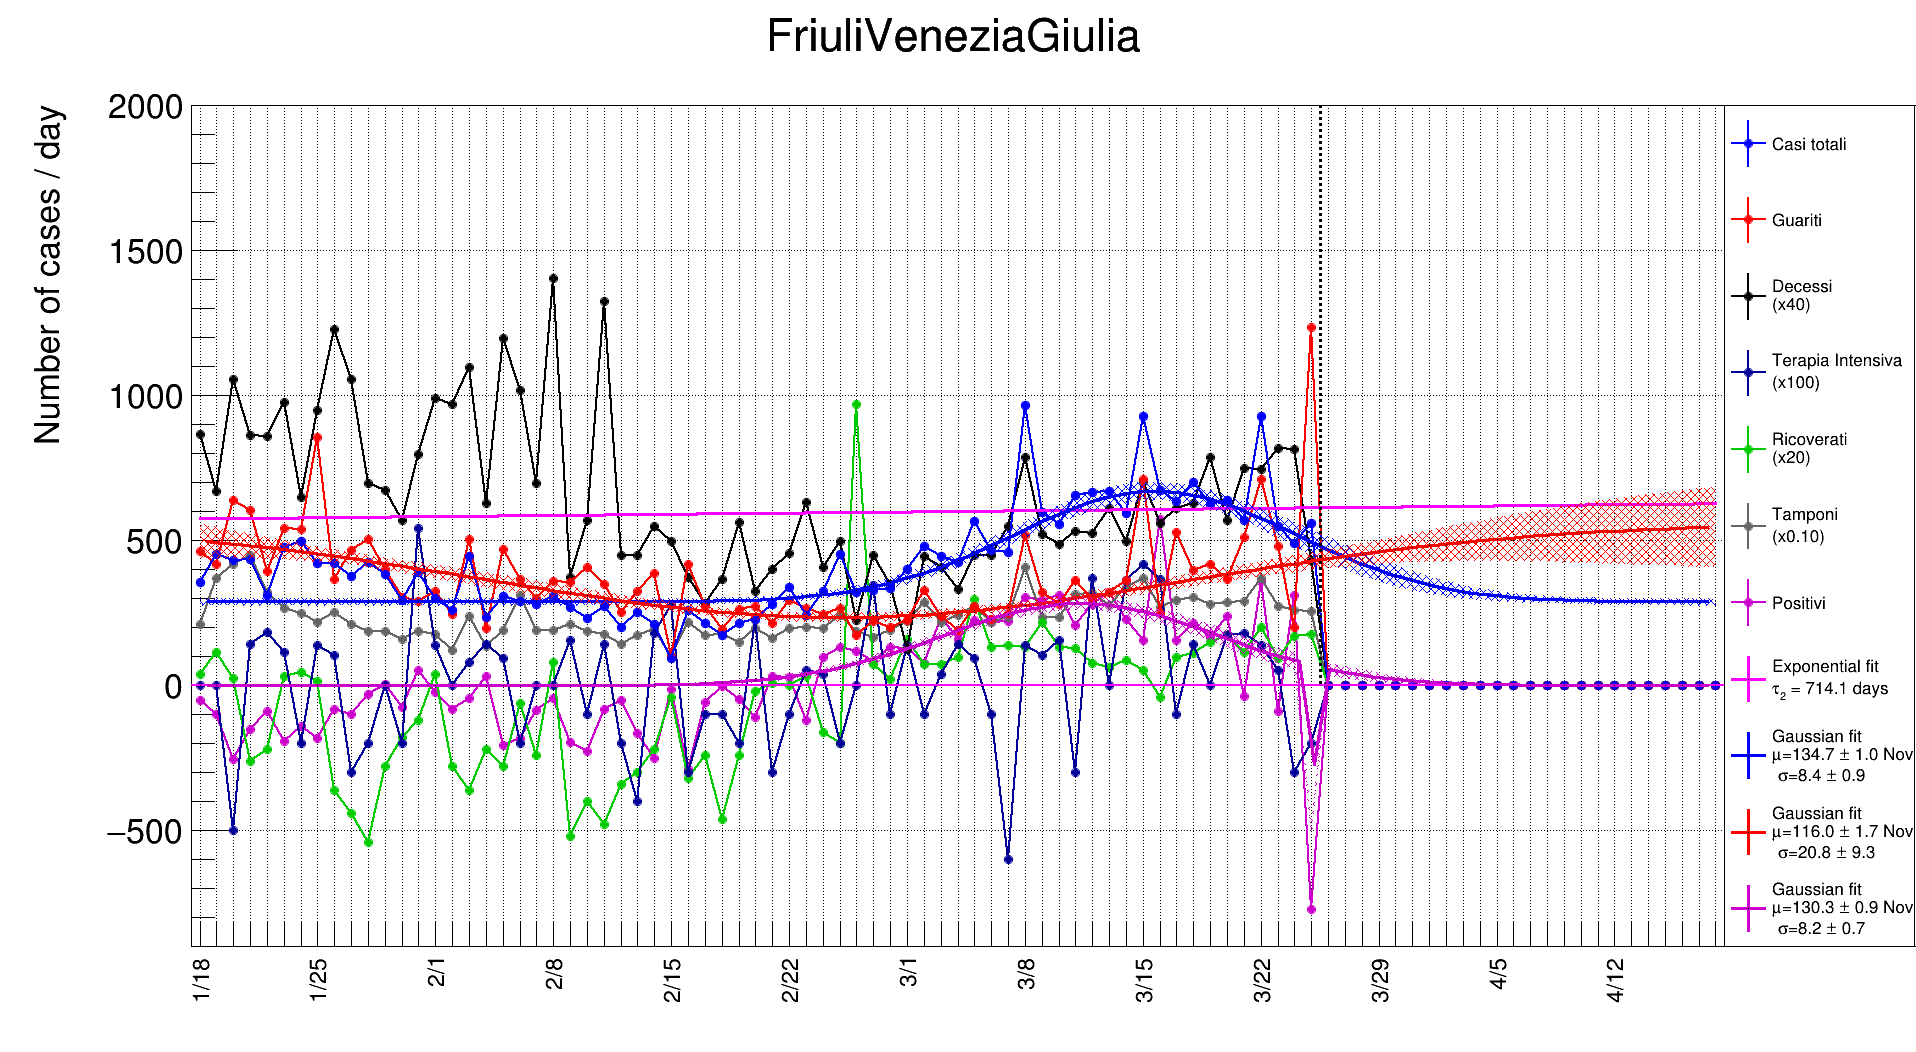 FriuliVeneziaGiulia
Number of cases / day
2000
1500
1000
500
0
−500
1/18
1/25
2/1
2/8
2/15
2/22
3/1
3/8
3/15
3/22
3/29
4/5
4/12
Casi totali
Guariti
Decessi
(x40)
Terapia Intensiva
(x100)
Ricoverati
(x20)
Tamponi
(x0.10)
Positivi
Exponential fit
τ2 = 714.1 days
Gaussian fit
μ=134.7 ± 1.0 Nov
σ=8.4 ± 0.9
Gaussian fit
μ=116.0 ± 1.7 Nov
σ=20.8 ± 9.3
Gaussian fit
μ=130.3 ± 0.9 Nov
σ=8.2 ± 0.7